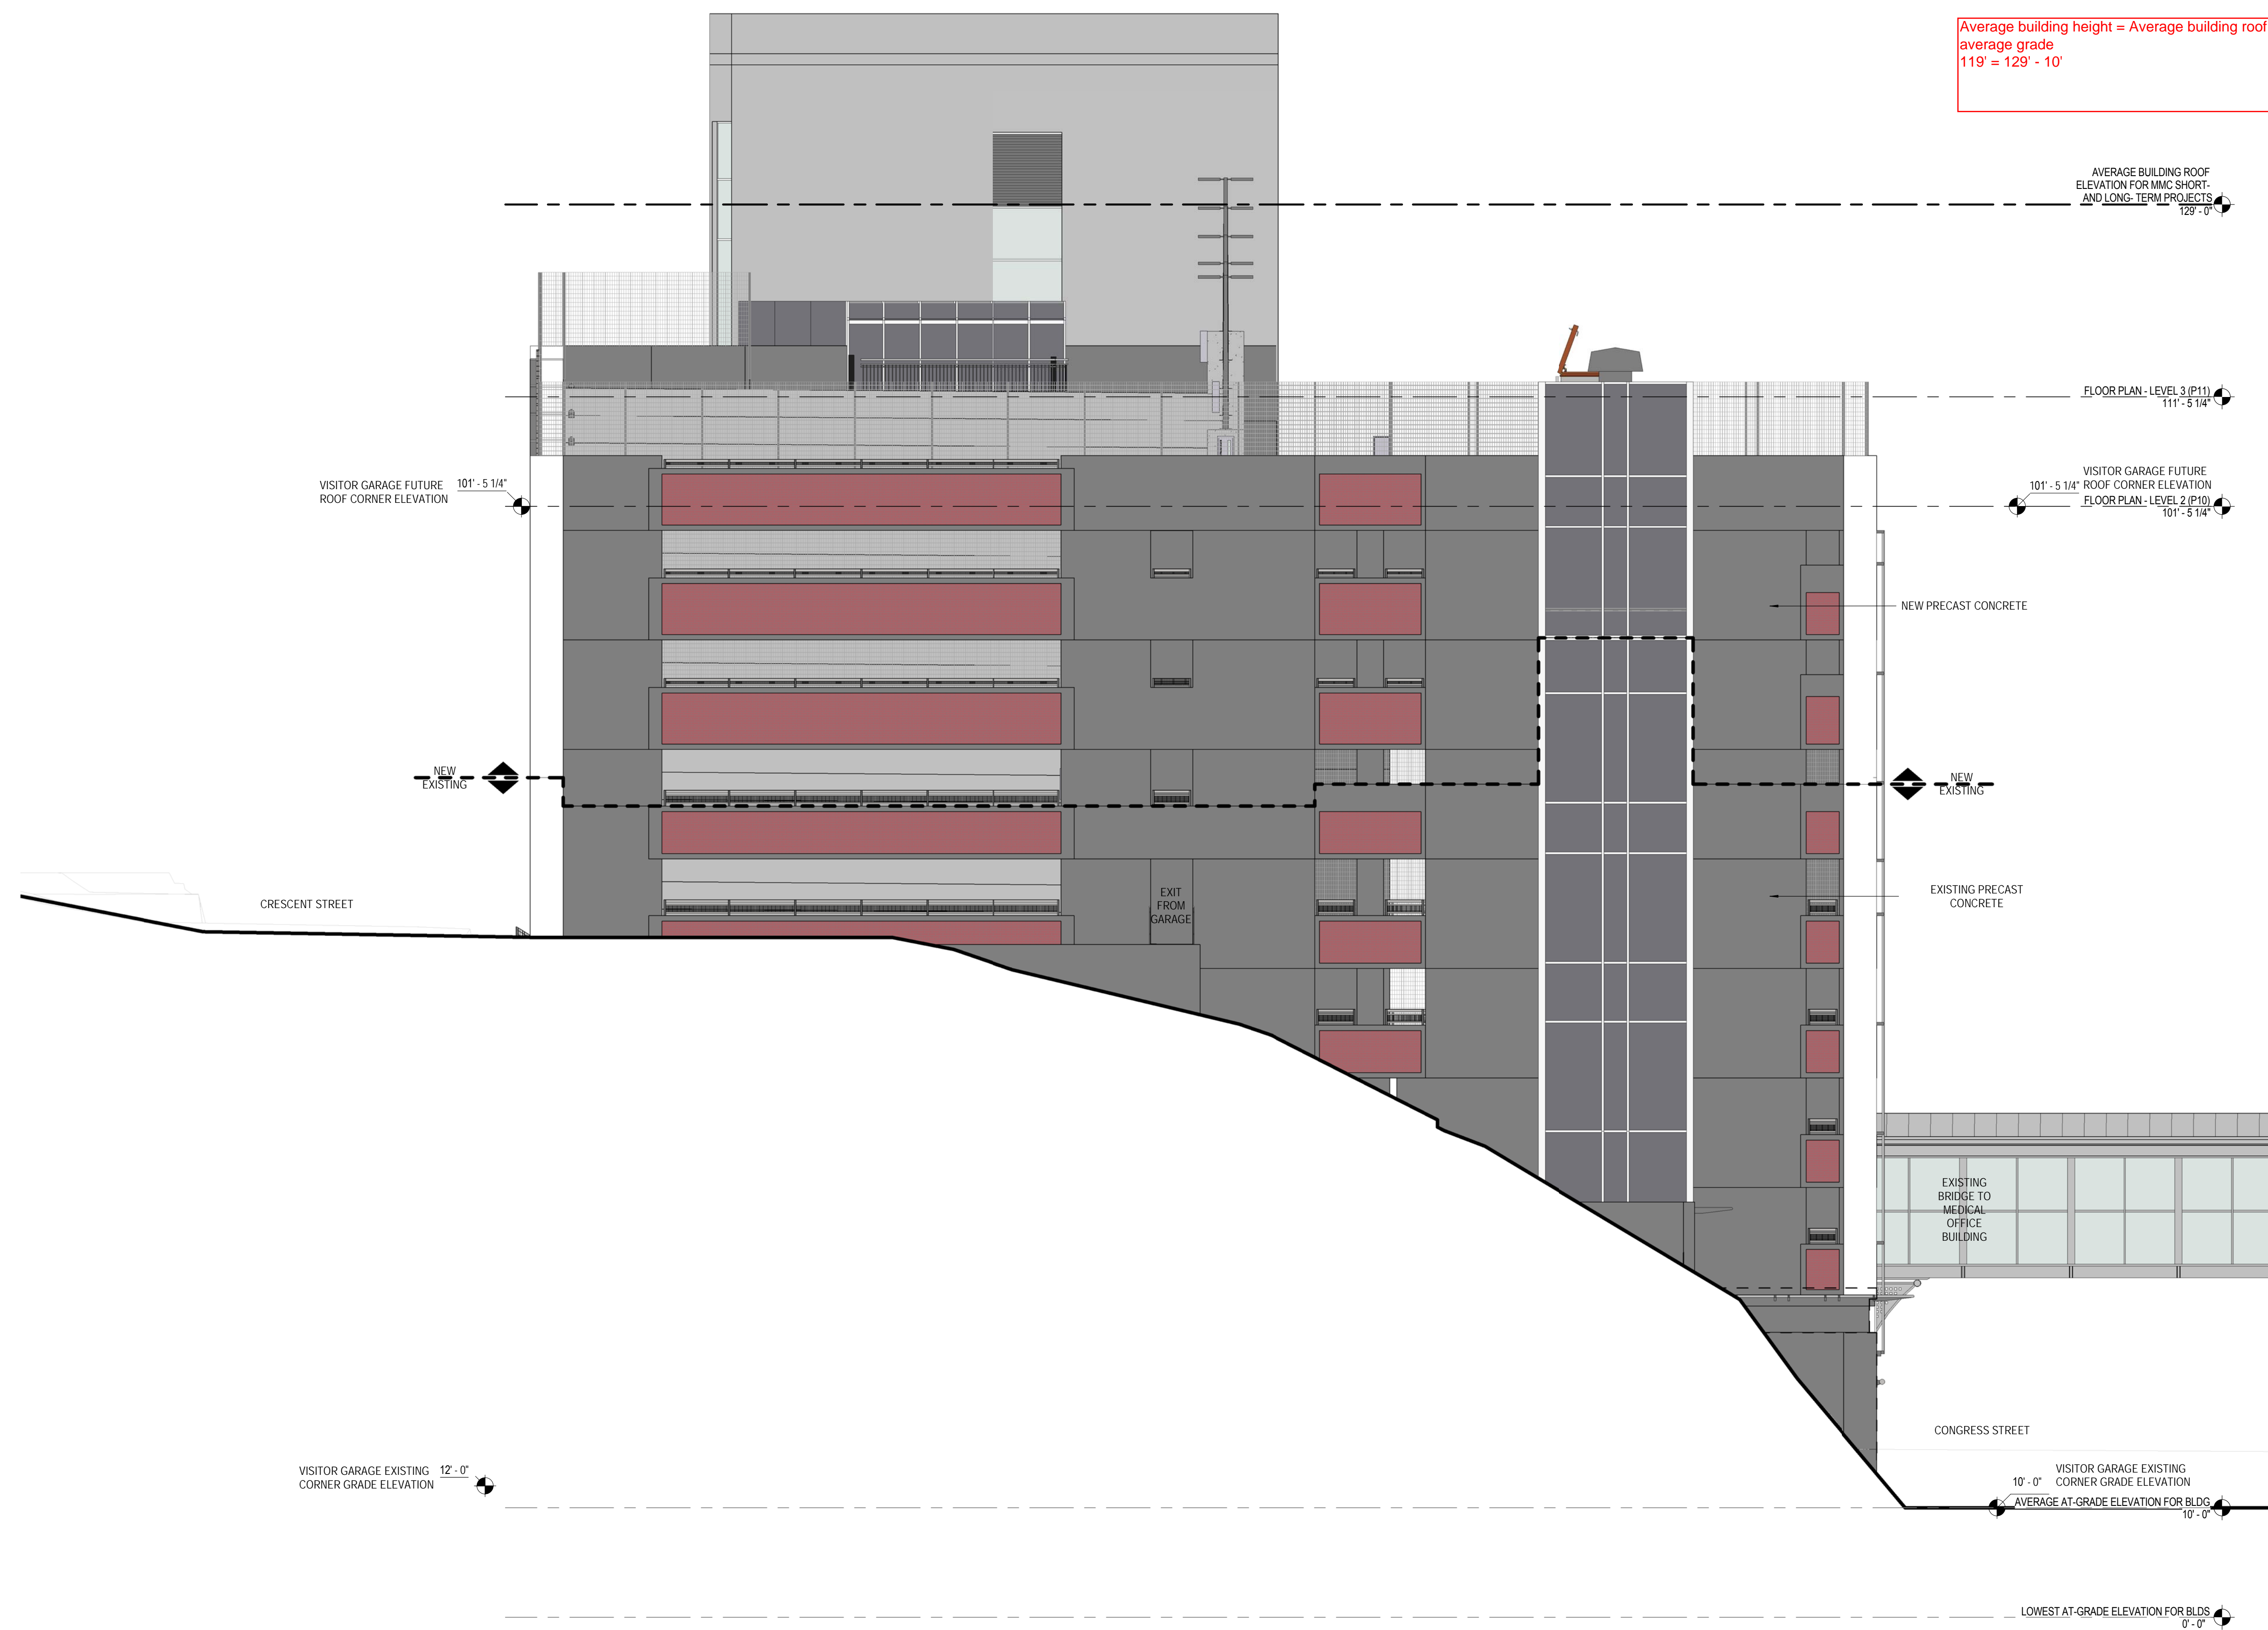 Average building height = Average building roof
average grade
119' = 129' - 10'
AVERAGE BUILDING ROOF
ELEVATION FOR MMC SHORT-
AND LONG- TERM PROJECTS
129' - 0"
FLOOR PLAN - LEVEL 3 (P11)
111' - 5 1/4"
VISITOR GARAGE FUTURE 101' - 5 1/4"
ROOF CORNER ELEVATION
VISITOR GARAGE FUTURE
101' - 5 1/4" ROOF CORNER ELEVATION
FLOOR PLAN - LEVEL 2 (P10)
101' - 5 1/4"
NEW PRECAST CONCRETE
NEW
EXISTING
NEW
EXISTING
CRESCENT STREET
EXIT
FROM
GARAGE
EXISTING PRECAST
CONCRETE
EXISTING
BRIDGE TO
MEDICAL
OFFICE
BUILDING
CONGRESS STREET
VISITOR GARAGE EXISTING 12' - 0"
CORNER GRADE ELEVATION
VISITOR GARAGE EXISTING
10' - 0" CORNER GRADE ELEVATION
AVERAGE AT-GRADE ELEVATION FOR BLDG
10' - 0"
LOWEST AT-GRADE ELEVATION FOR BLDS
0' - 0"